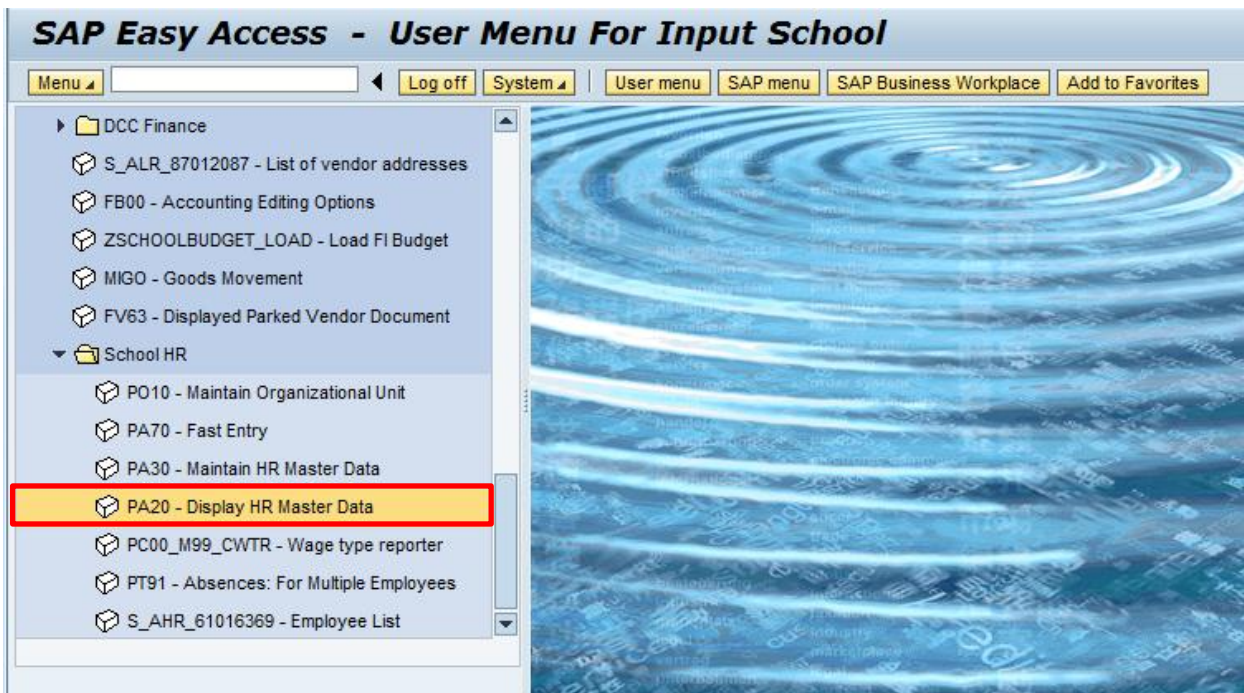 SAP Easy Access - User Menu For Input School
Menu Log off System User menu SAP menu SAP Business Workplace Add to Favorites
DCC Finance
S_ALR_87012087 - List of vendor addresses
FB00 - Accounting Editing Options
ZSCHOOLBUDGET_LOAD - Load FI Budget
MIGO - Goods Movement
FV63 - Displayed Parked Vendor Document
School HR
PO10 - Maintain Organizational Unit
PA70 - Fast Entry
PA30 - Maintain HR Master Data
PA20 - Display HR Master Data
PC00_M99_CWTR - Wage type reporter
PT91 - Absences: For Multiple Employees
S_AHR_61016369 - Employee List